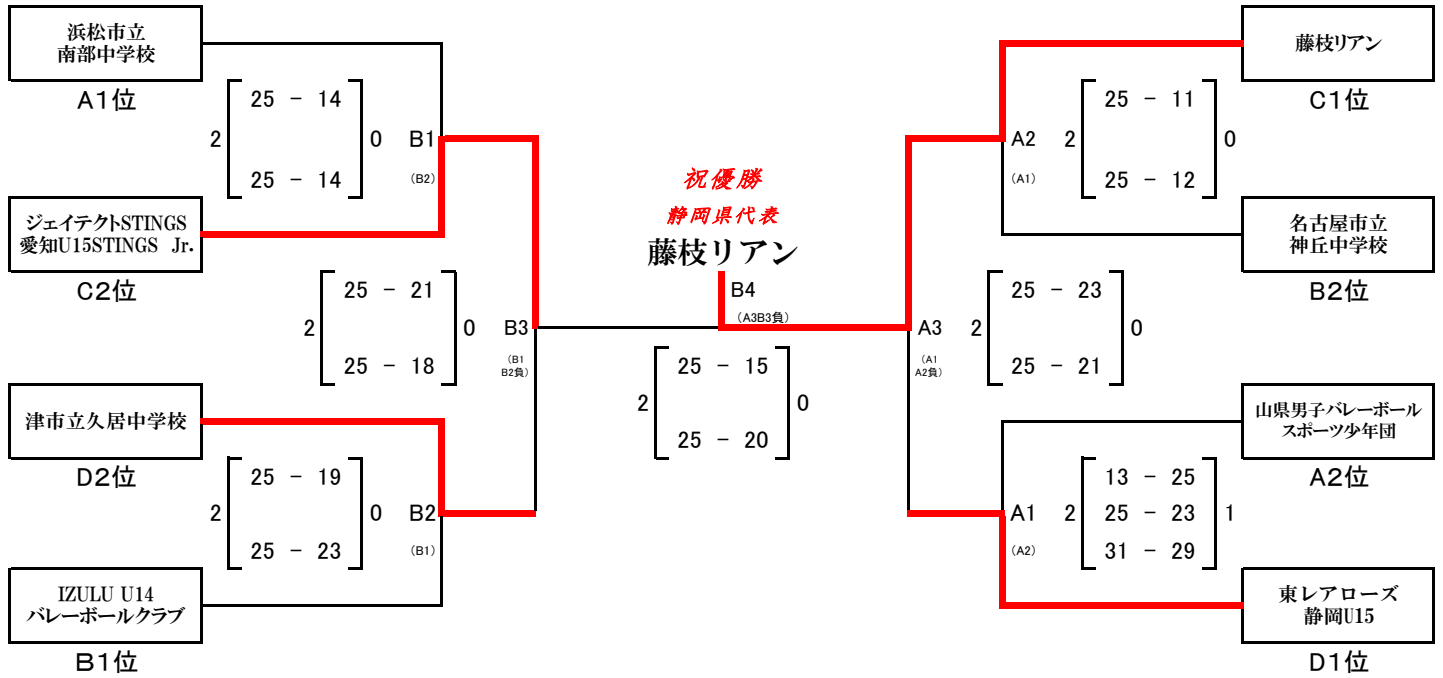 浜松市立
南部中学校
A1位
25 － 14
2 0 B1
(B2)
25 － 14
ジェイテクトSTINGS
愛知U15STINGS Jr.
C2位
25 － 21
2 0 B3
(B1
B2負)
25 － 18
津市立久居中学校
D2位
25 － 19
2 0 B2
(B1)
25 － 23
IZULU U14
バレーボールクラブ
B1位
祝優勝
静岡県代表
藤枝リアン
B4
(A3B3負)
25 － 15
2 0
25 － 20
藤枝リアン
C1位
25 － 11
A2 2 0
(A1)
25 － 12
名古屋市立
神丘中学校
B2位
25 － 23
A3 2 0
(A1
A2負)
25 － 21
山県男子バレーボール
スポーツ少年団
A2位
13 － 25
A1 2 25 － 23 1
(A2)
31 － 29
東レアローズ
静岡U15
D1位